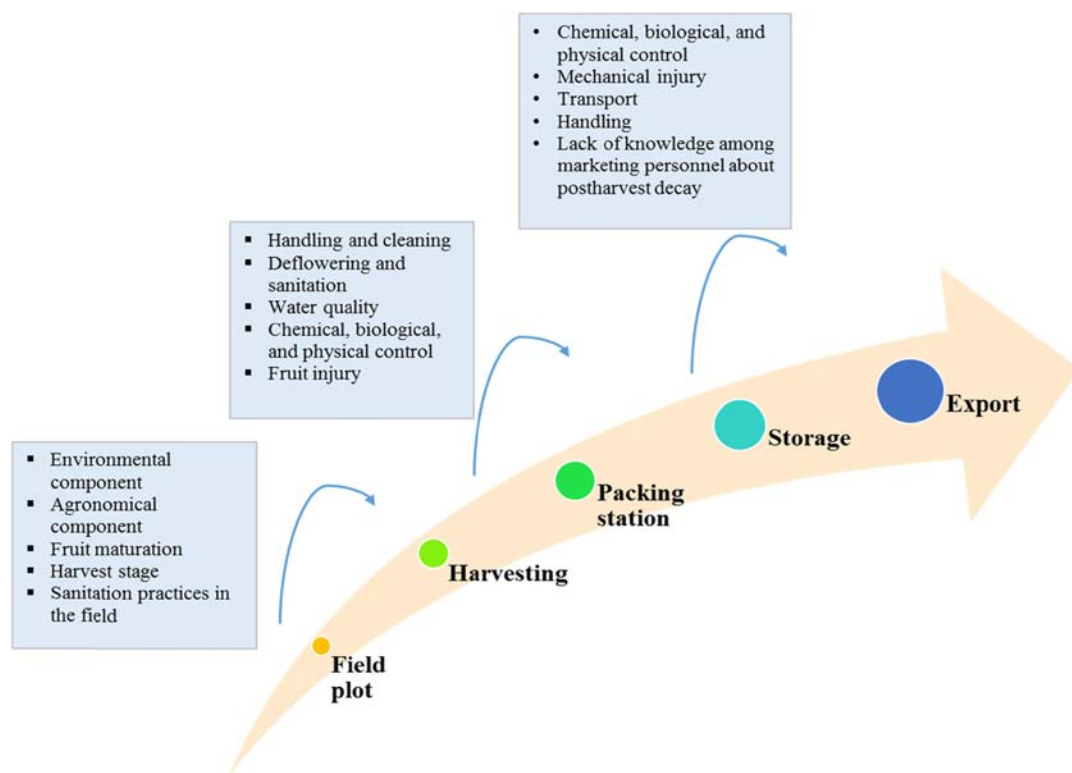 • Chemical, biological, and
physical control
• Mechanical injury
• Transport
• Handling
• Lack of knowledge among
marketing personnel about
postharvest decay
▪ Handling and cleaning
▪ Deflowering and
sanitation
▪ Water quality
▪ Chemical, biological,
and physical control
▪ Fruit injury
▪ Environmental
component
▪ Agronomical
component
▪ Fruit maturation
▪ Harvest stage
▪ Sanitation practices in
the field
Field
plot
Harvesting
Packing
station
Storage
Export